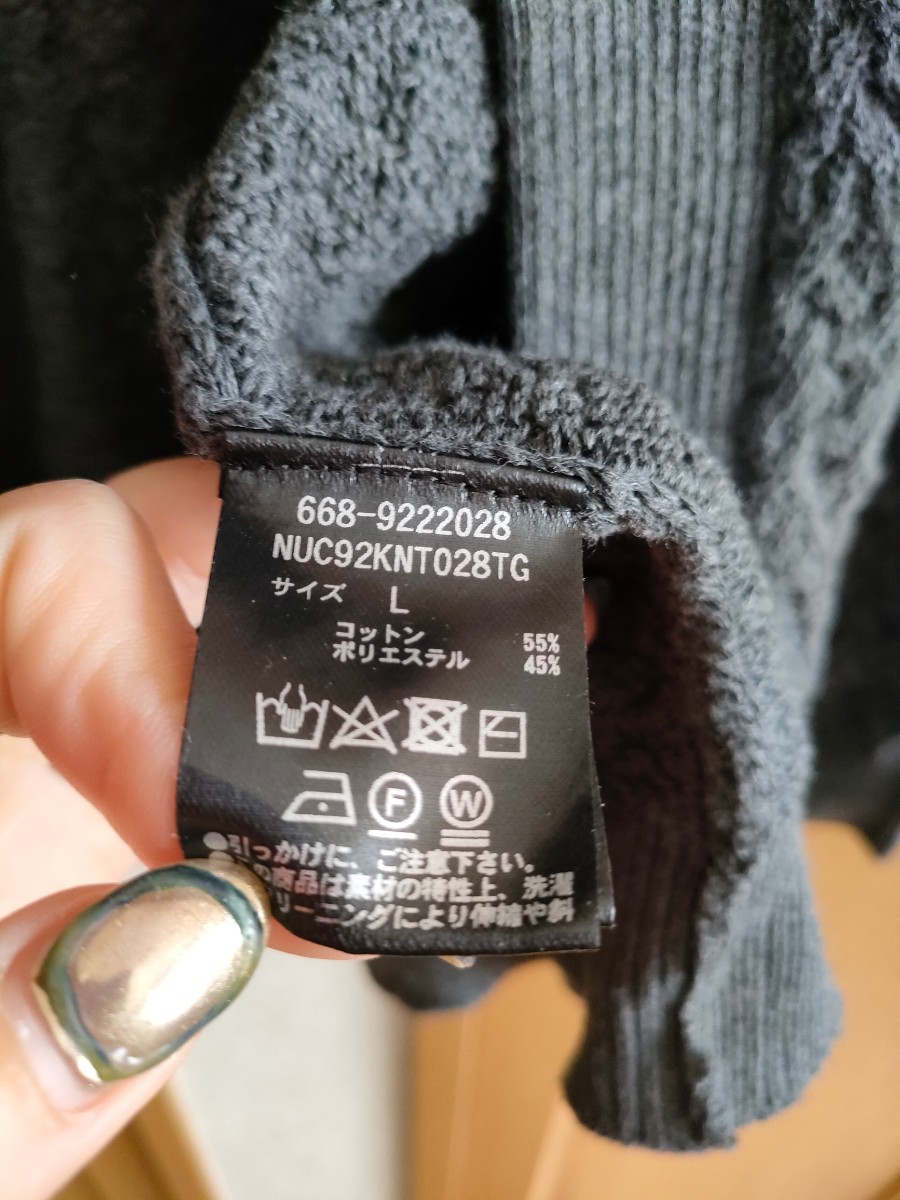 668-9222028
NUC92KNT028TG
サイズ L
コットン 55%
ポリエステル 45%
F W
●引っかけに、ご注意下さい。
の商品は素材の特性上、洗濯
リーニングにより伸縮や斜